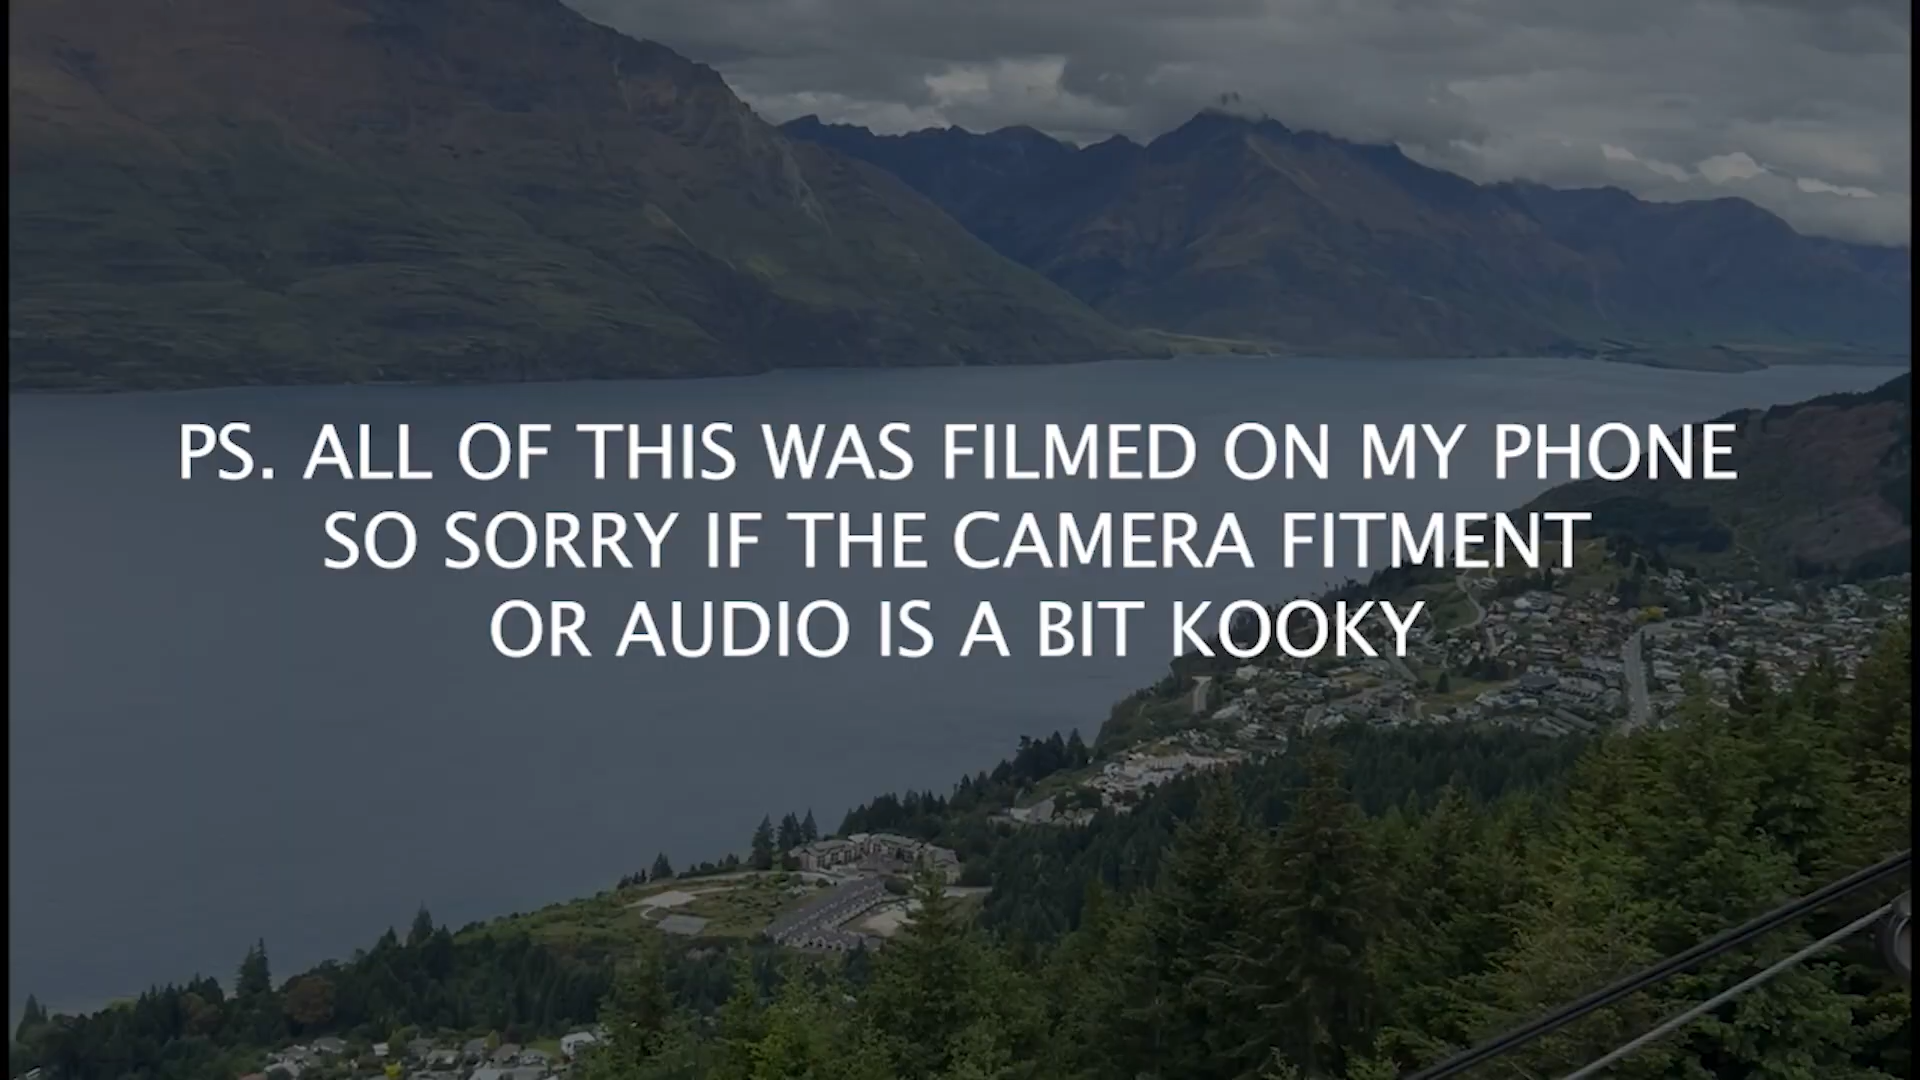 PS. ALL OF THIS WAS FILMED ON MY PHONE
SO SORRY IF THE CAMERA FITMENT
OR AUDIO IS A BIT KOOKY